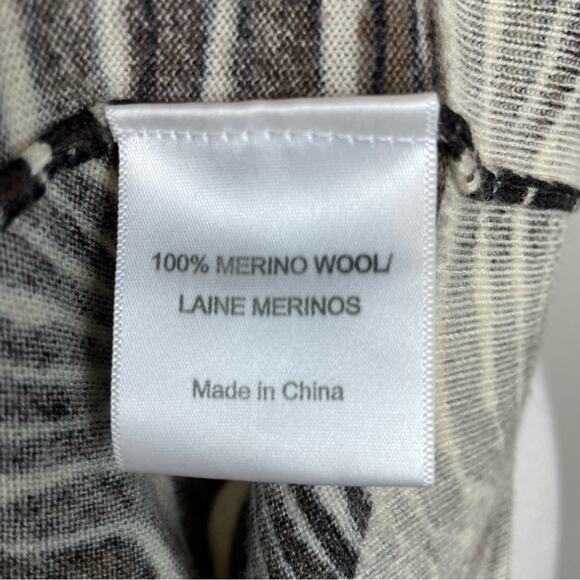 100% MERINO WOOL/
LAINE MERINOS
Made in China